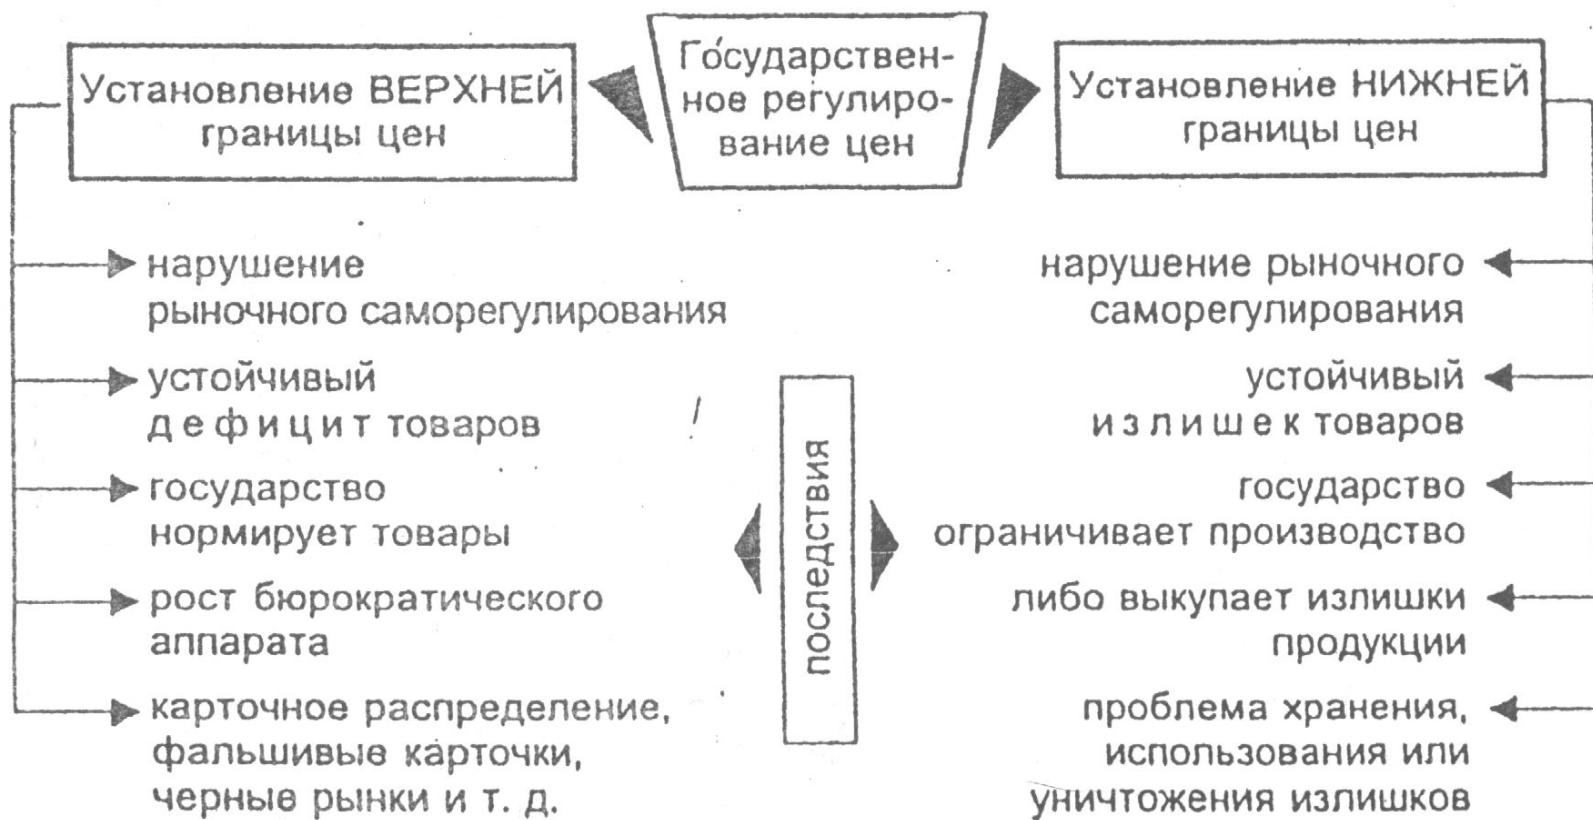 Государствен-
ное регулиро-
вание цен
Установление ВЕРХНЕЙ
границы цен
нарушение
рыночного саморегулирования
устойчивый
дефицит товаров
государство
нормирует товары
рост бюрократического
аппарата
карточное распределение,
фальшивые карточки,
черные рынки и т. д.
последствия
Установление НИЖНЕЙ
границы цен
нарушение рыночного
саморегулирования
устойчивый
излишек товаров
государство
ограничивает производство
либо выкупает излишки
продукции
проблема хранения,
использования или
уничтожения излишков